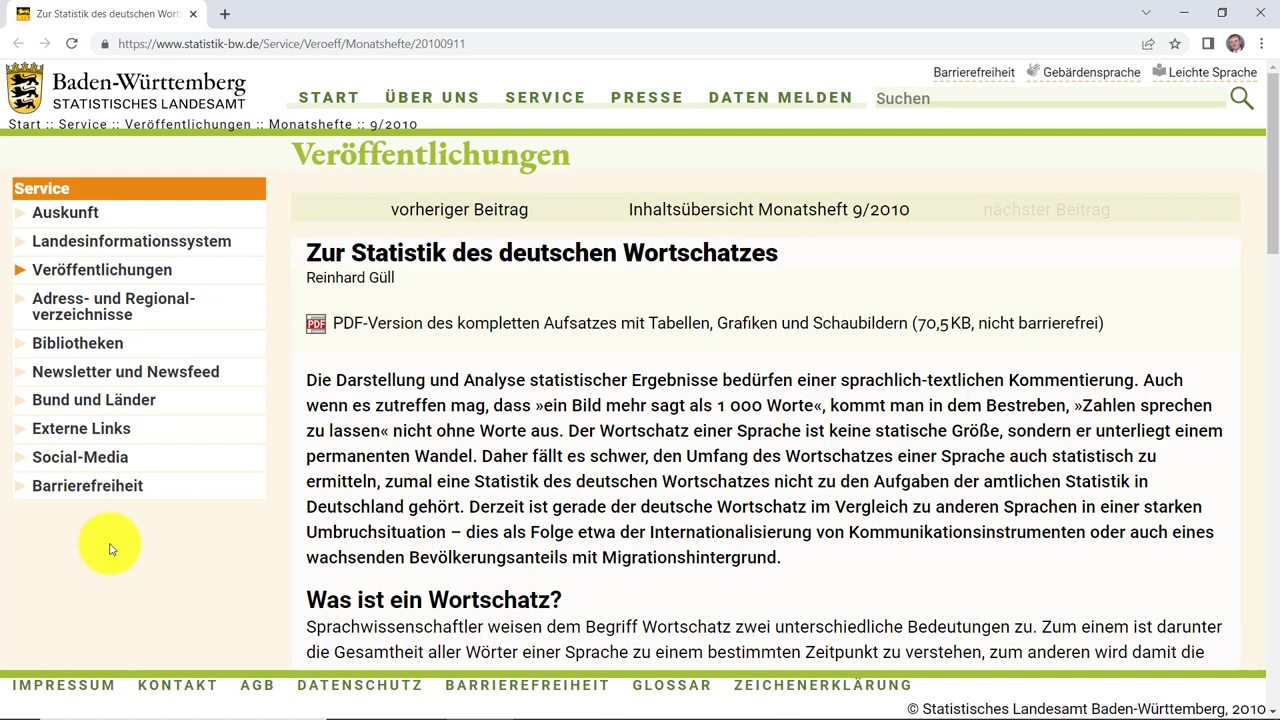 Zur Statistik des deutschen Wort
https://www.statistik-bw.de/Service/Veroeff/Monatshefte/20100911
Barrierefreiheit Gebärdensprache Leichte Sprache
Baden-Württemberg
STATISTISCHES LANDESAMT
START ÜBER UNS SERVICE PRESSE DATEN MELDEN Suchen
Start :: Service :: Veröffentlichungen :: Monatshefte :: 9/2010
Veröffentlichungen
Service
Auskunft
Landesinformationssystem
Veröffentlichungen
Adress- und Regional-
verzeichnisse
Bibliotheken
Newsletter und Newsfeed
Bund und Länder
Externe Links
Social-Media
Barrierefreiheit
vorheriger Beitrag Inhaltsübersicht Monatsheft 9/2010 nächster Beitrag
Zur Statistik des deutschen Wortschatzes
Reinhard Güll
PDF PDF-Version des kompletten Aufsatzes mit Tabellen, Grafiken und Schaubildern (70,5 KB, nicht barrierefrei)
Die Darstellung und Analyse statistischer Ergebnisse bedürfen einer sprachlich-textlichen Kommentierung. Auch
wenn es zutreffen mag, dass »ein Bild mehr sagt als 1 000 Worte«, kommt man in dem Bestreben, »Zahlen sprechen
zu lassen« nicht ohne Worte aus. Der Wortschatz einer Sprache ist keine statische Größe, sondern er unterliegt einem
permanenten Wandel. Daher fällt es schwer, den Umfang des Wortschatzes einer Sprache auch statistisch zu
ermitteln, zumal eine Statistik des deutschen Wortschatzes nicht zu den Aufgaben der amtlichen Statistik in
Deutschland gehört. Derzeit ist gerade der deutsche Wortschatz im Vergleich zu anderen Sprachen in einer starken
Umbruchsituation – dies als Folge etwa der Internationalisierung von Kommunikationsinstrumenten oder auch eines
wachsenden Bevölkerungsanteils mit Migrationshintergrund.
Was ist ein Wortschatz?
Sprachwissenschaftler weisen dem Begriff Wortschatz zwei unterschiedliche Bedeutungen zu. Zum einem ist darunter
die Gesamtheit aller Wörter einer Sprache zu einem bestimmten Zeitpunkt zu verstehen, zum anderen wird damit die
IMPRESSUM KONTAKT AGB DATENSCHUTZ BARRIEREFREIHEIT GLOSSAR ZEICHENERKLÄRUNG
© Statistisches Landesamt Baden-Württemberg, 2010